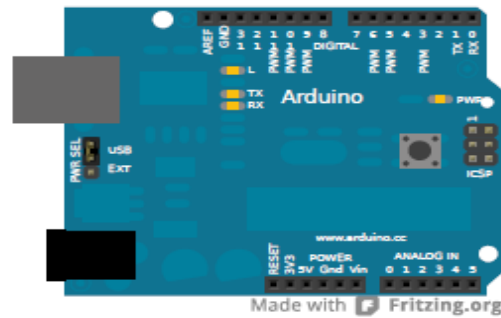 AREF
GND
13
12
11
10
9
8
7
6
5
4
3
2
1
0
PWM
PWM
PWM
PWM
PWM
PWM
TX
RX
DIGITAL
L
TX
RX
Arduino
PWR
1
ICSP
PWR SEL
USB
EXT
www.arduino.cc
POWER
ANALOG IN
RESET
3V3
5V Gnd Vin
0 1 2 3 4 5
Made with Fritzing.org